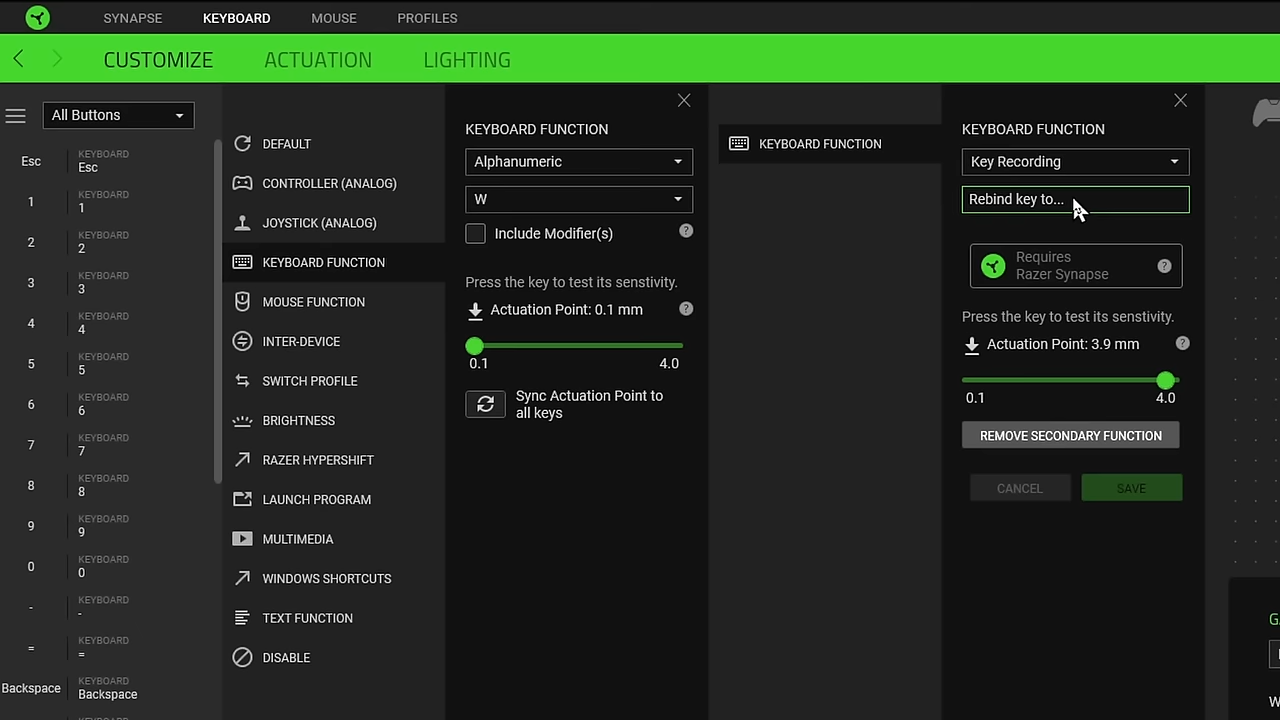 SYNAPSE KEYBOARD MOUSE PROFILES
CUSTOMIZE ACTUATION LIGHTING
All Buttons
Esc KEYBOARD Esc
1 KEYBOARD 1
2 KEYBOARD 2
3 KEYBOARD 3
4 KEYBOARD 4
5 KEYBOARD 5
6 KEYBOARD 6
7 KEYBOARD 7
8 KEYBOARD 8
9 KEYBOARD 9
0 KEYBOARD 0
- KEYBOARD -
= KEYBOARD =
Backspace KEYBOARD Backspace
KEYBOARD
DEFAULT
CONTROLLER (ANALOG)
JOYSTICK (ANALOG)
KEYBOARD FUNCTION
MOUSE FUNCTION
INTER-DEVICE
SWITCH PROFILE
BRIGHTNESS
RAZER HYPERSHIFT
LAUNCH PROGRAM
MULTIMEDIA
WINDOWS SHORTCUTS
TEXT FUNCTION
DISABLE
KEYBOARD FUNCTION
Alphanumeric
W
Include Modifier(s) ?
Press the key to test its sensivity.
Actuation Point: 0.1 mm ?
0.1 4.0
Sync Actuation Point to
all keys
KEYBOARD FUNCTION
KEYBOARD FUNCTION
Key Recording
Rebind key to...
Requires
Razer Synapse ?
Press the key to test its senstivity.
Actuation Point: 3.9 mm ?
0.1 4.0
REMOVE SECONDARY FUNCTION
CANCEL SAVE